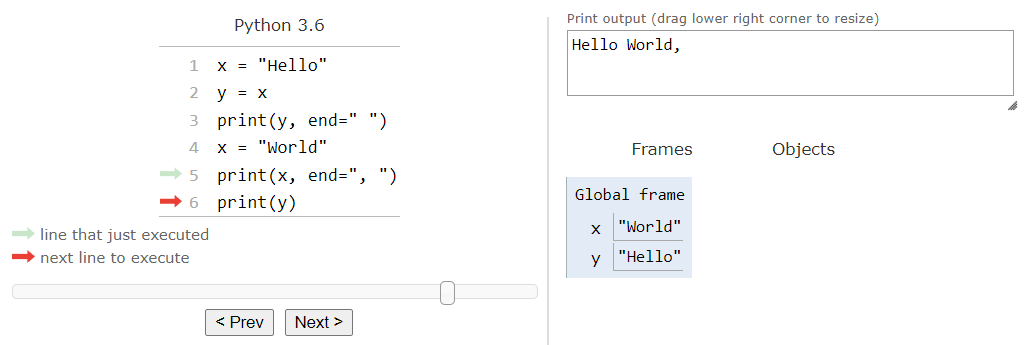 Python 3.6
1 x = "Hello"
2 y = x
3 print(y, end=" ")
4 x = "World"
5 print(x, end=", ")
6 print(y)
line that just executed
next line to execute
< Prev
Next >
Print output (drag lower right corner to resize)
Hello World,
Frames
Objects
Global frame
x "World"
y "Hello"